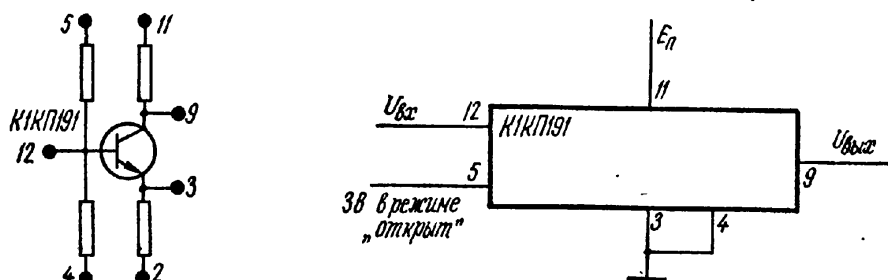 5
11
9
К1КП191
12
3
4
2
Eп
11
Uвх
12
К1КП191
5
9
Uвых
3В в режиме
„открыт"
3
4